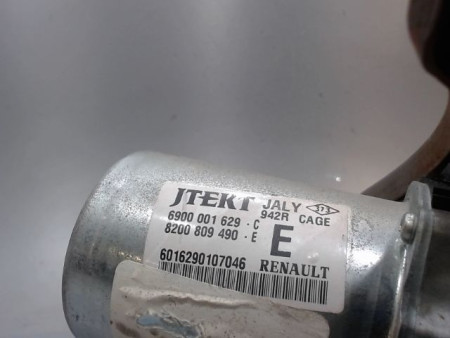 JTEKT JALY
6900 001 629 - C 942R CAGE
8200 809 490 - E E
6016290107046 RENAULT